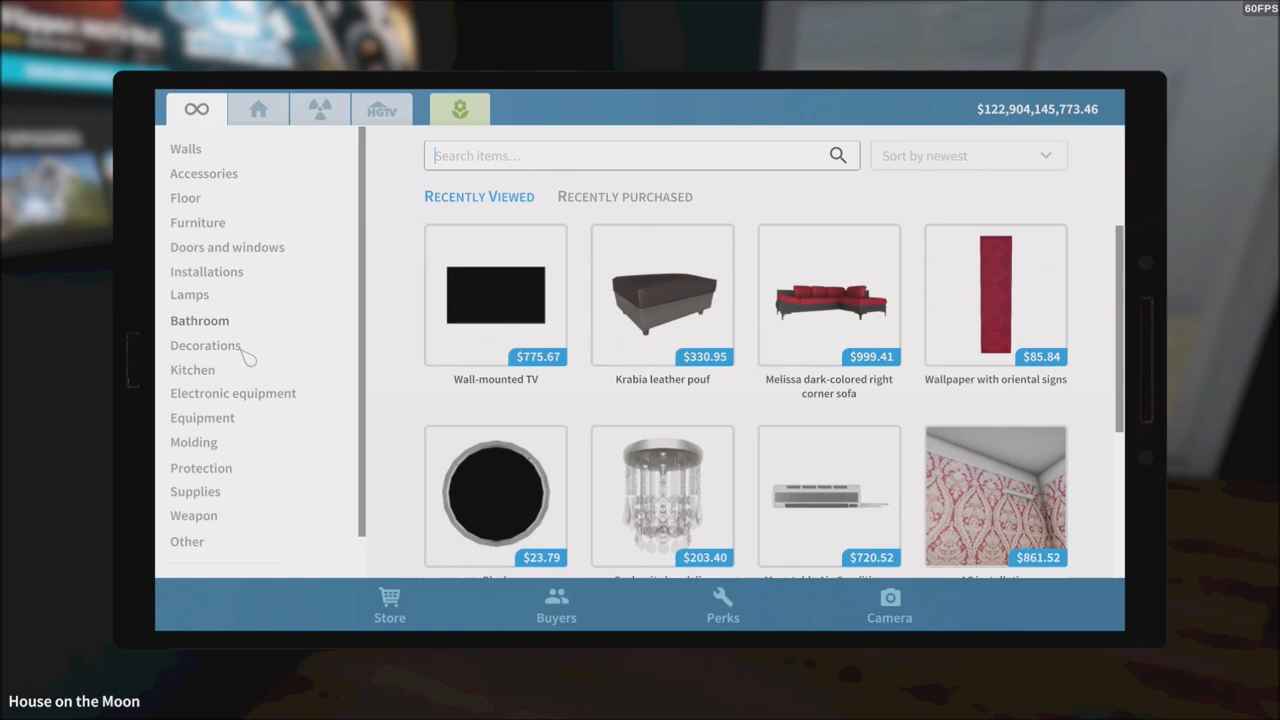 60FPS
HGTV
$122,904,145,773.46
Walls
Accessories
Floor
Furniture
Doors and windows
Installations
Lamps
Bathroom
Decorations
Kitchen
Electronic equipment
Equipment
Molding
Protection
Supplies
Weapon
Other
Search items...
Sort by newest
RECENTLY VIEWED
RECENTLY PURCHASED
$775.67
Wall-mounted TV
$330.95
Krabia leather pouf
$999.41
Melissa dark-colored right
corner sofa
$85.84
Wallpaper with oriental signs
$23.79
$203.40
$720.52
$861.52
Store
Buyers
Perks
Camera
House on the Moon